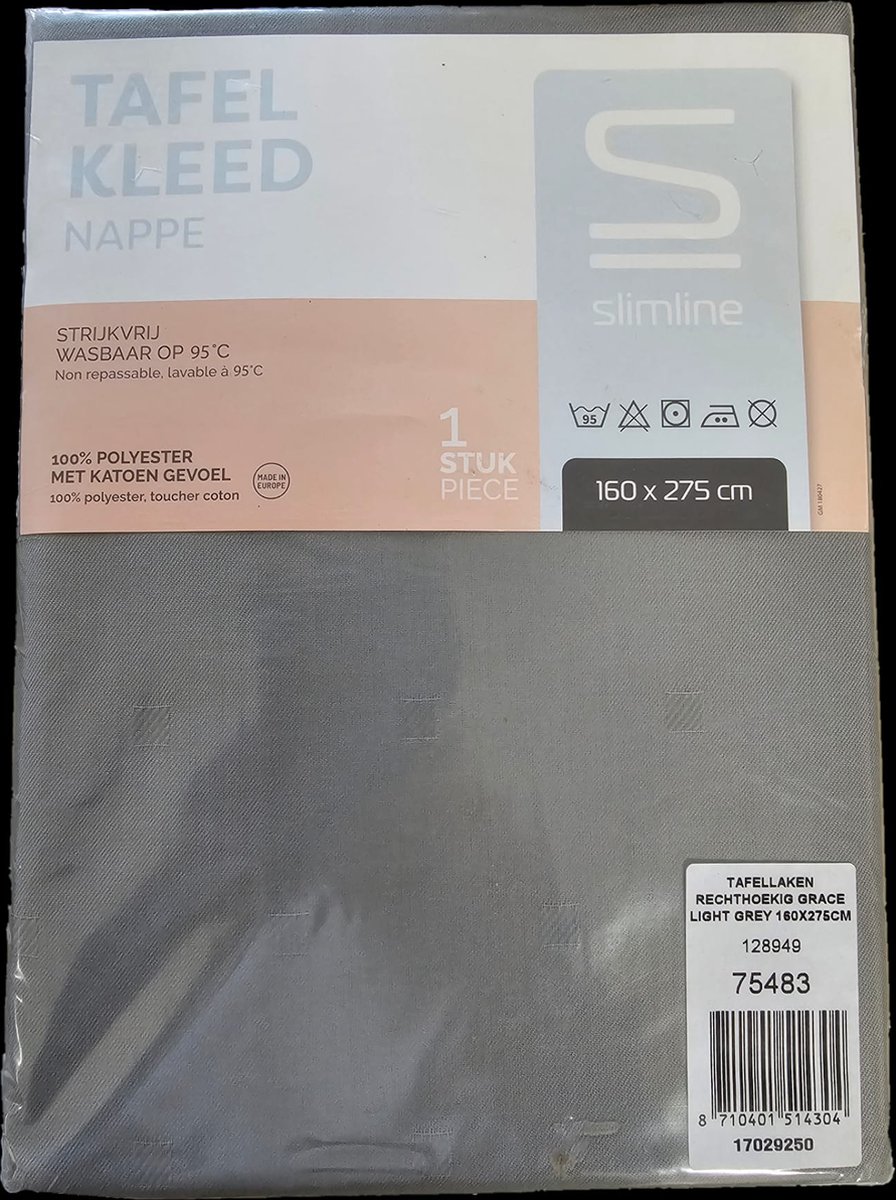 TAFEL
KLEED
NAPPE
slimline
STRIJKVRIJ
WASBAAR OP 95°C
Non repassable, lavable à 95°C
95
100% POLYESTER
MET KATOEN GEVOEL
100% polyester, toucher coton
MADE IN
EUROPE
1
STUK
PIECE
160 x 275 cm
GM 180427
TAFELLAKEN
RECHTHOEKIG GRACE
LIGHT GREY 160X275CM
128949
75483
8 710401 514304
17029250